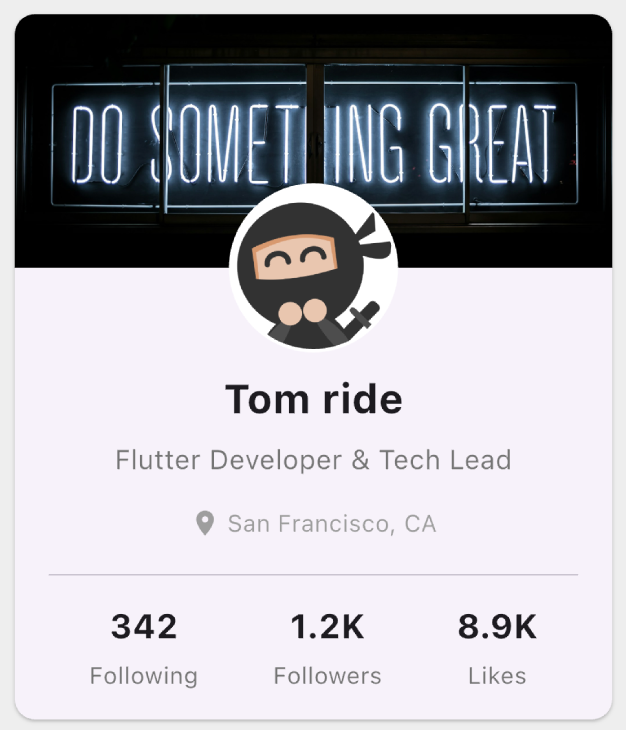 DO SOMETHING GREAT
Tom ride
Flutter Developer & Tech Lead
San Francisco, CA
342 1.2K 8.9K
Following Followers Likes